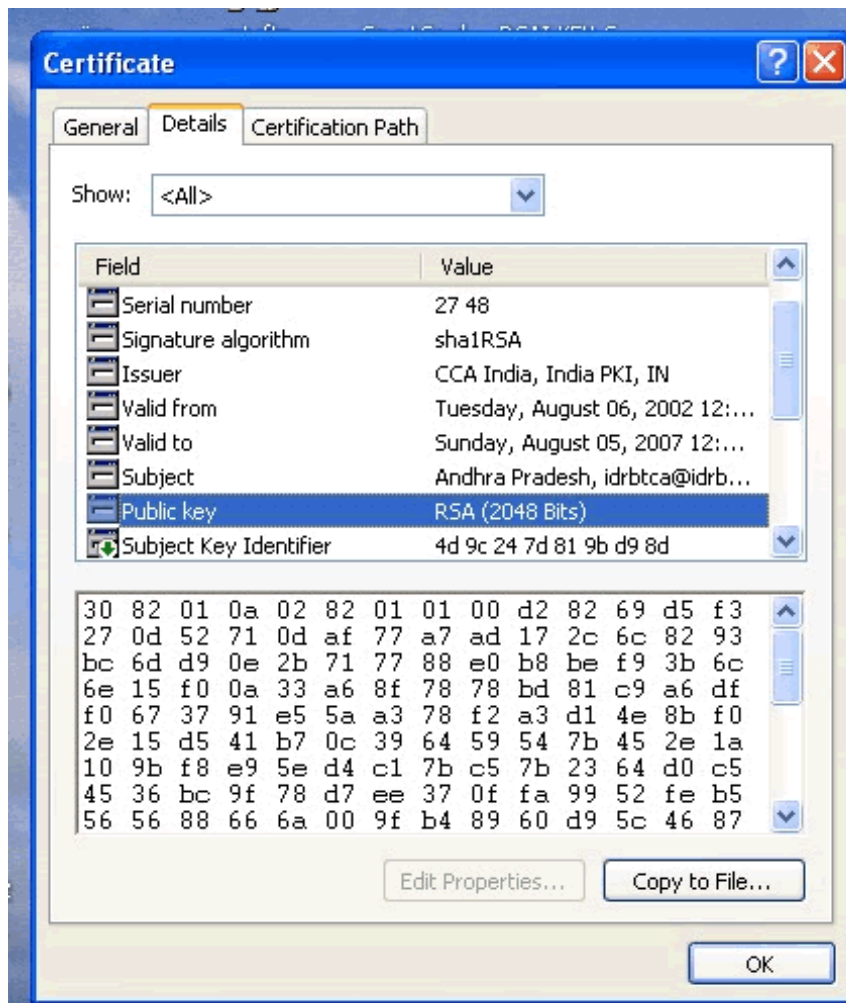 Certificate
General Details Certification Path
Show: <All>
Field Value
Serial number 27 48
Signature algorithm sha1RSA
Issuer CCA India, India PKI, IN
Valid from Tuesday, August 06, 2002 12:...
Valid to Sunday, August 05, 2007 12:...
Subject Andhra Pradesh, idrbtca@idrb...
Public key RSA (2048 Bits)
Subject Key Identifier 4d 9c 24 7d 81 9b d9 8d
30 82 01 0a 02 82 01 01 00 d2 82 69 d5 f3
27 0d 52 71 0d af 77 a7 ad 17 2c 6c 82 93
bc 6d d9 0e 2b 71 77 88 e0 b8 be f9 3b 6c
6e 15 f0 0a 33 a6 8f 78 78 bd 81 c9 a6 df
f0 67 37 91 e5 5a a3 78 f2 a3 d1 4e 8b f0
2e 15 d5 41 b7 0c 39 64 59 54 7b 45 2e 1a
10 9b f8 e9 5e d4 c1 7b c5 7b 23 64 d0 c5
45 36 bc 9f 78 d7 ee 37 0f fa 99 52 fe b5
56 56 88 66 6a 00 9f b4 89 60 d9 5c 46 87
Edit Properties... Copy to File...
OK